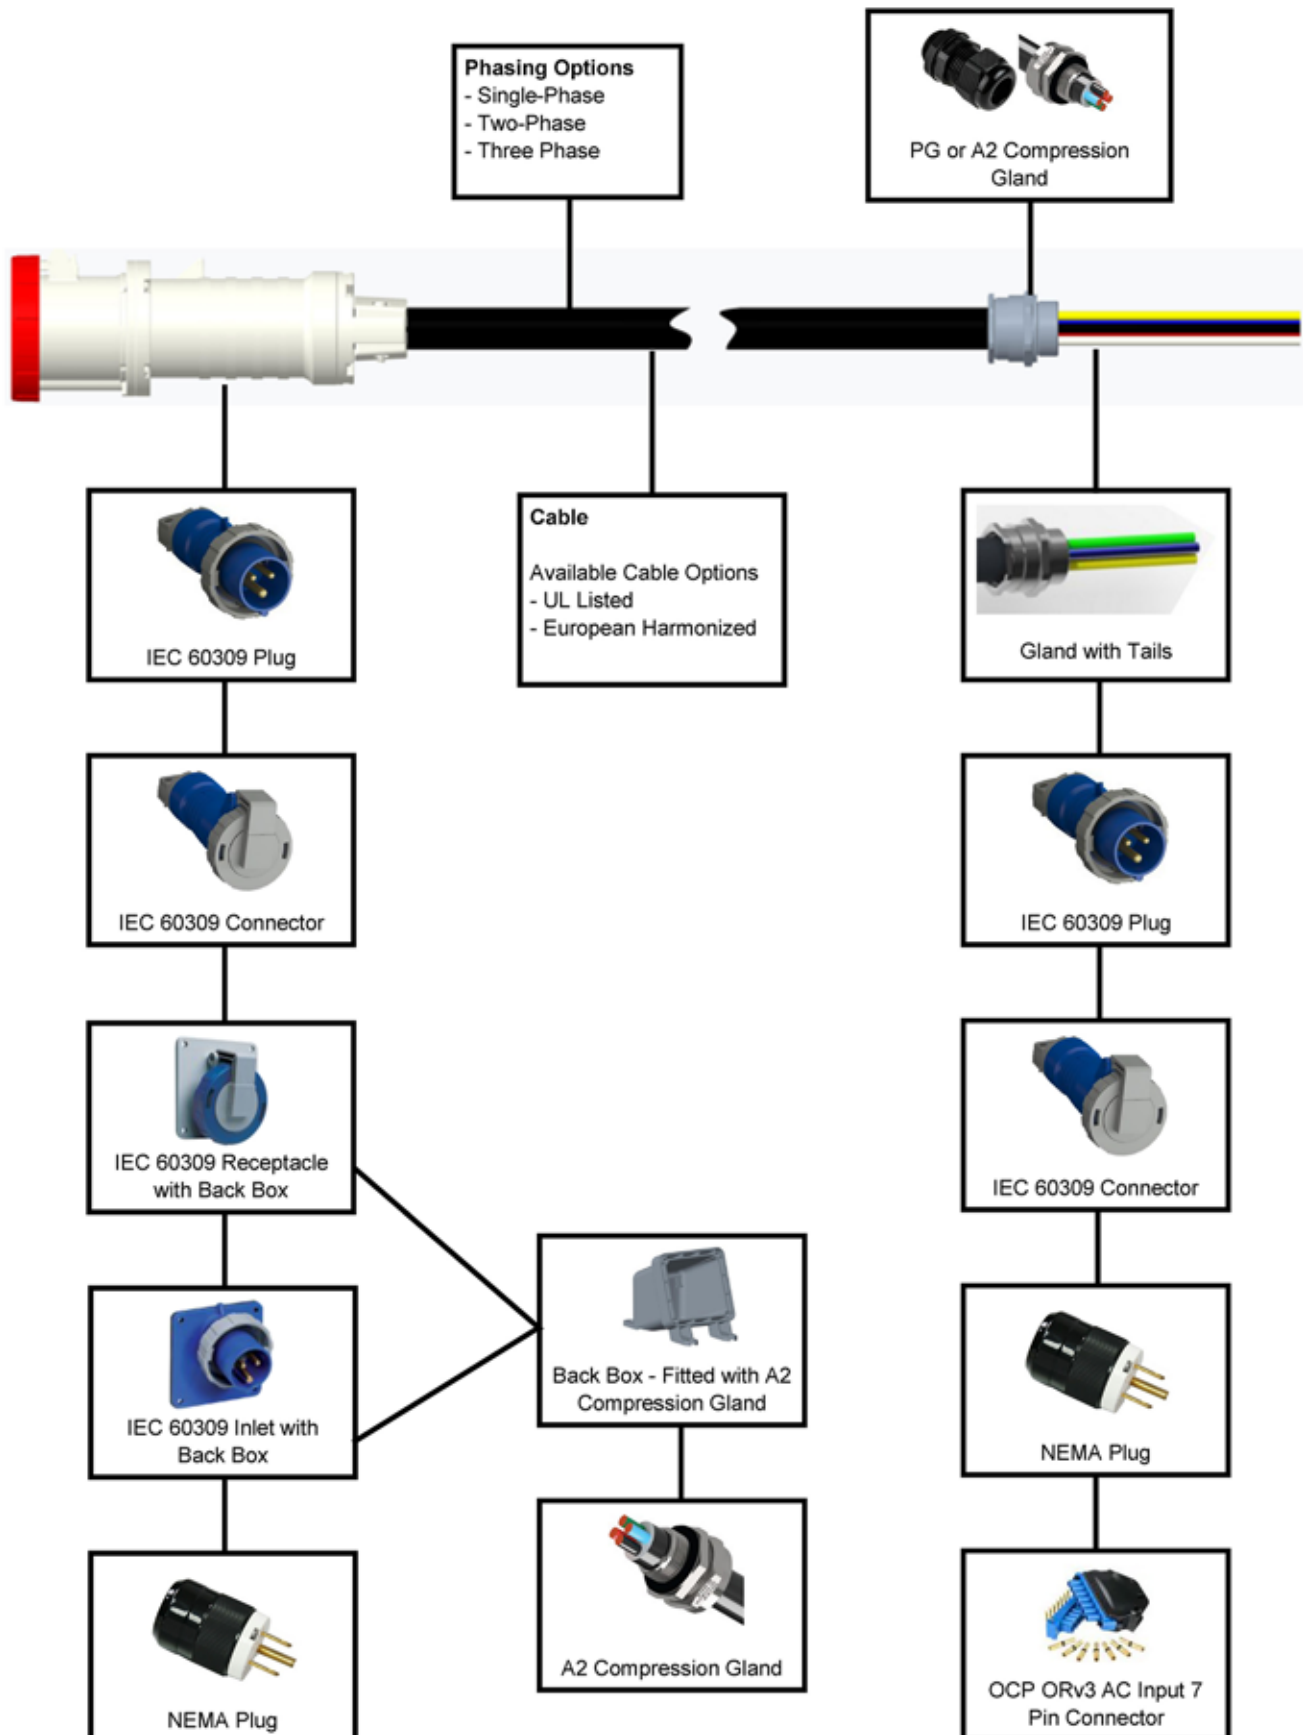 Phasing Options
- Single-Phase
- Two-Phase
- Three Phase
PG or A2 Compression
Gland
IEC 60309 Plug
Cable
Available Cable Options
- UL Listed
- European Harmonized
Gland with Tails
IEC 60309 Connector
IEC 60309 Plug
IEC 60309 Receptacle
with Back Box
IEC 60309 Connector
IEC 60309 Inlet with
Back Box
Back Box - Fitted with A2
Compression Gland
NEMA Plug
NEMA Plug
A2 Compression Gland
OCP ORv3 AC Input 7
Pin Connector